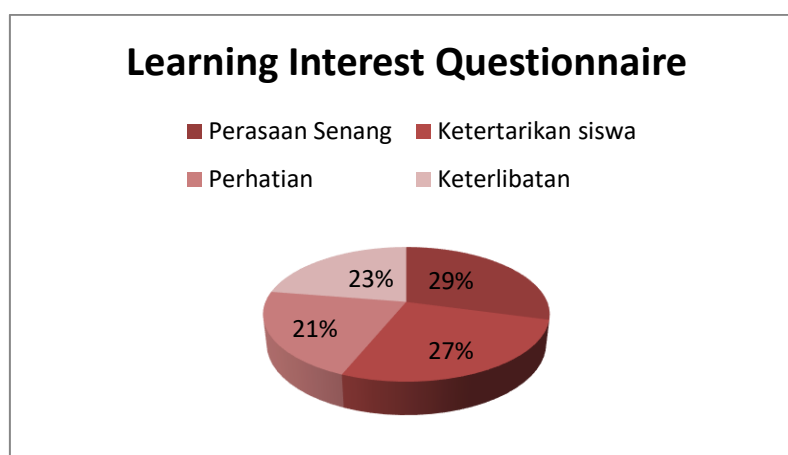 Learning Interest Questionnaire
Perasaan Senang Ketertarikan siswa
Perhatian Keterlibatan
23% 29%
21% 27%